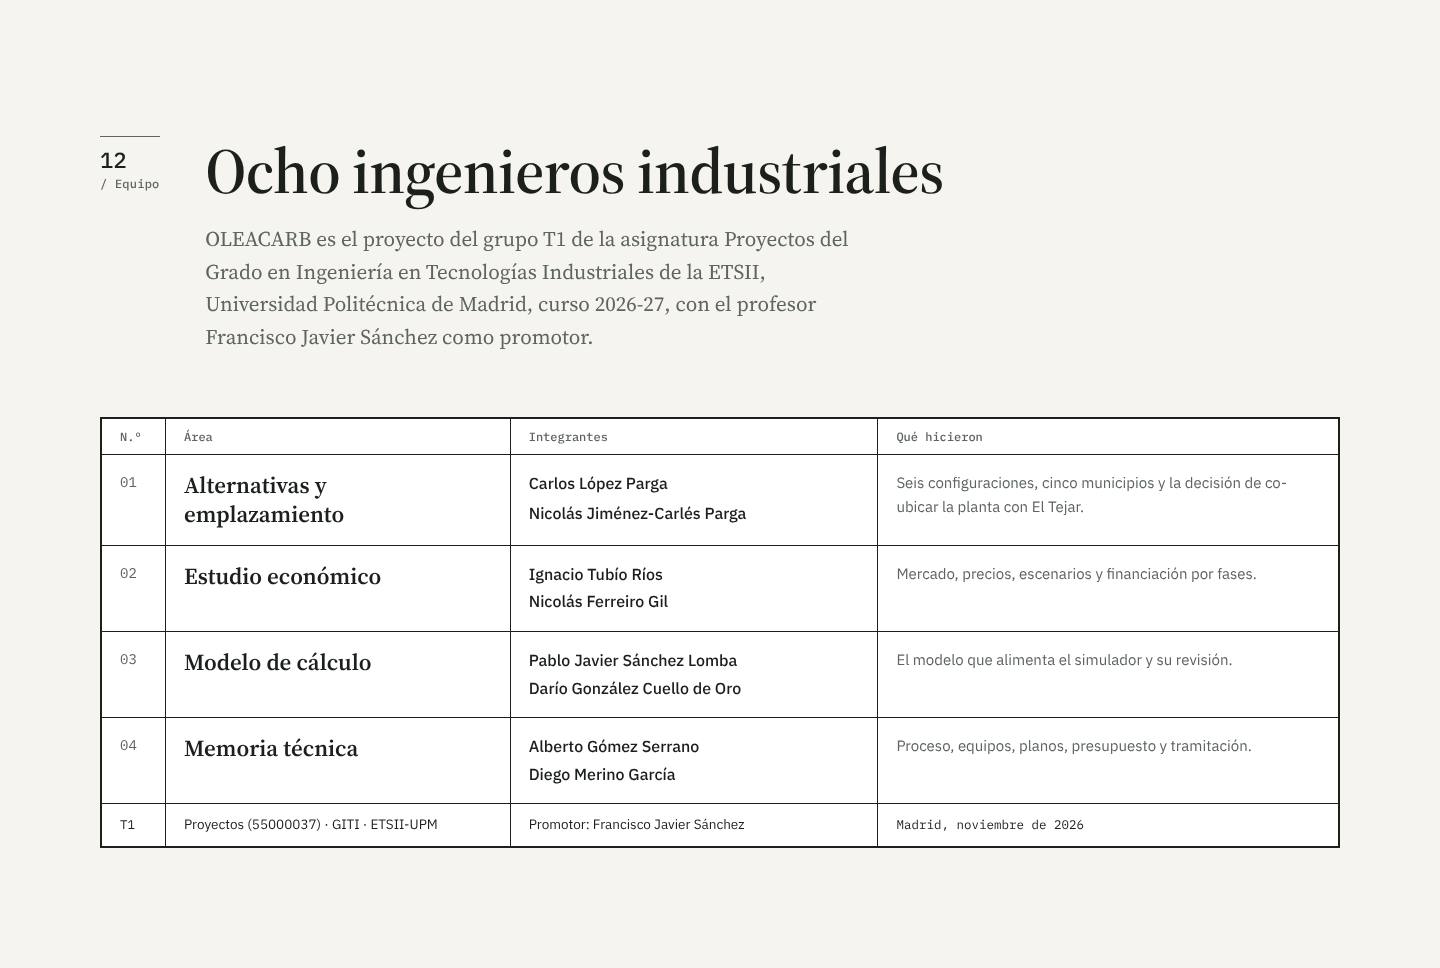 12
/ Equipo
Ocho ingenieros industriales
OLEACARB es el proyecto del grupo T1 de la asignatura Proyectos del
Grado en Ingeniería en Tecnologías Industriales de la ETSII,
Universidad Politécnica de Madrid, curso 2026-27, con el profesor
Francisco Javier Sánchez como promotor.
N.º Área Integrantes Qué hicieron
01 Alternativas y emplazamiento
Carlos López Parga
Nicolás Jiménez-Carlés Parga
Seis configuraciones, cinco municipios y la decisión de co-
ubicar la planta con El Tejar.
02 Estudio económico
Ignacio Tubío Ríos
Nicolás Ferreiro Gil
Mercado, precios, escenarios y financiación por fases.
03 Modelo de cálculo
Pablo Javier Sánchez Lomba
Darío González Cuello de Oro
El modelo que alimenta el simulador y su revisión.
04 Memoria técnica
Alberto Gómez Serrano
Diego Merino García
Proceso, equipos, planos, presupuesto y tramitación.
T1 Proyectos (55000037) · GITI · ETSII-UPM Promotor: Francisco Javier Sánchez Madrid, noviembre de 2026